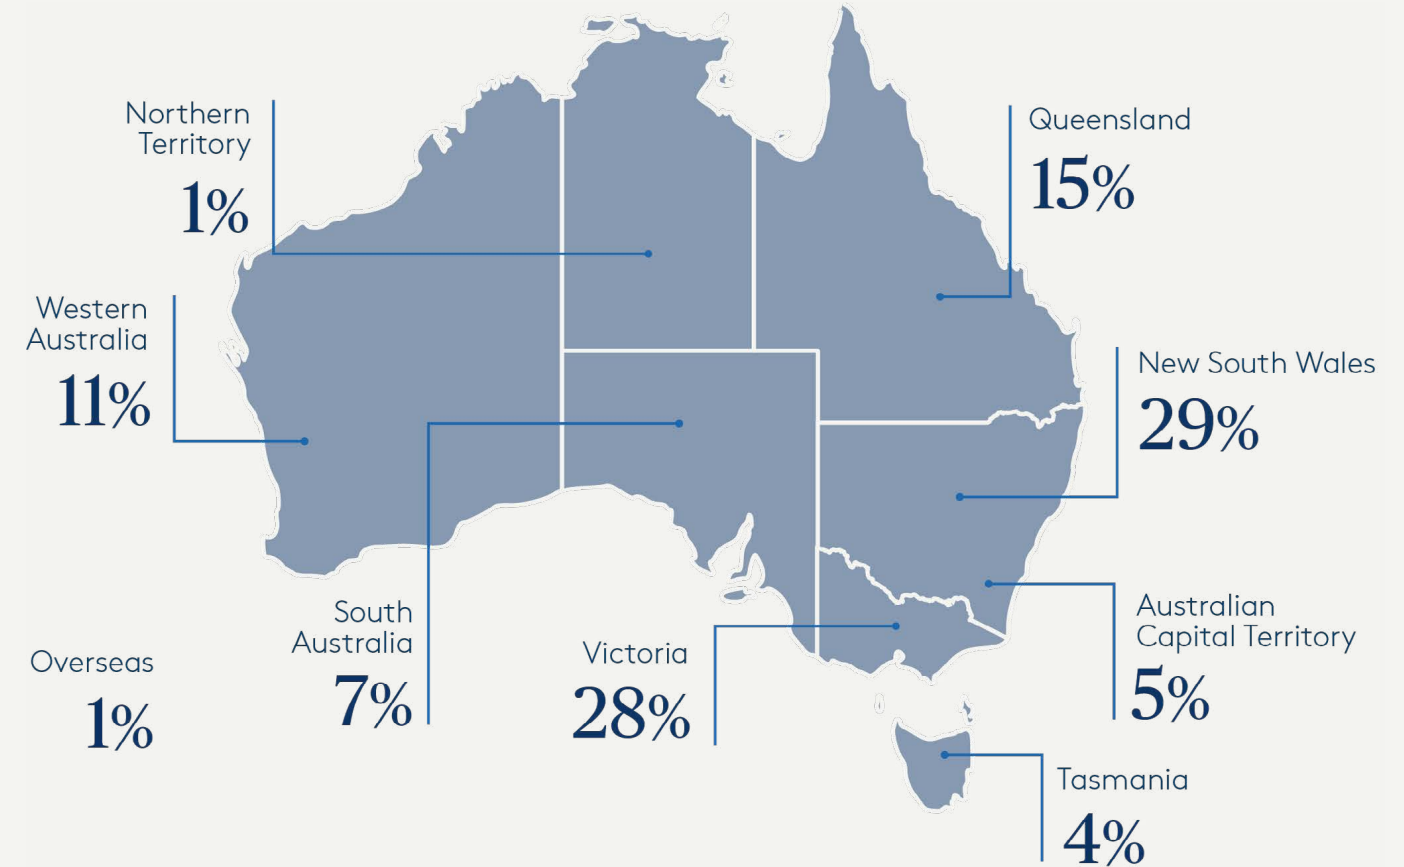 Northern
Territory
1%
Queensland
15%
Western
Australia
11%
New South Wales
29%
South
Australia
7%
Australian
Capital Territory
5%
Overseas
1%
Victoria
28%
Tasmania
4%